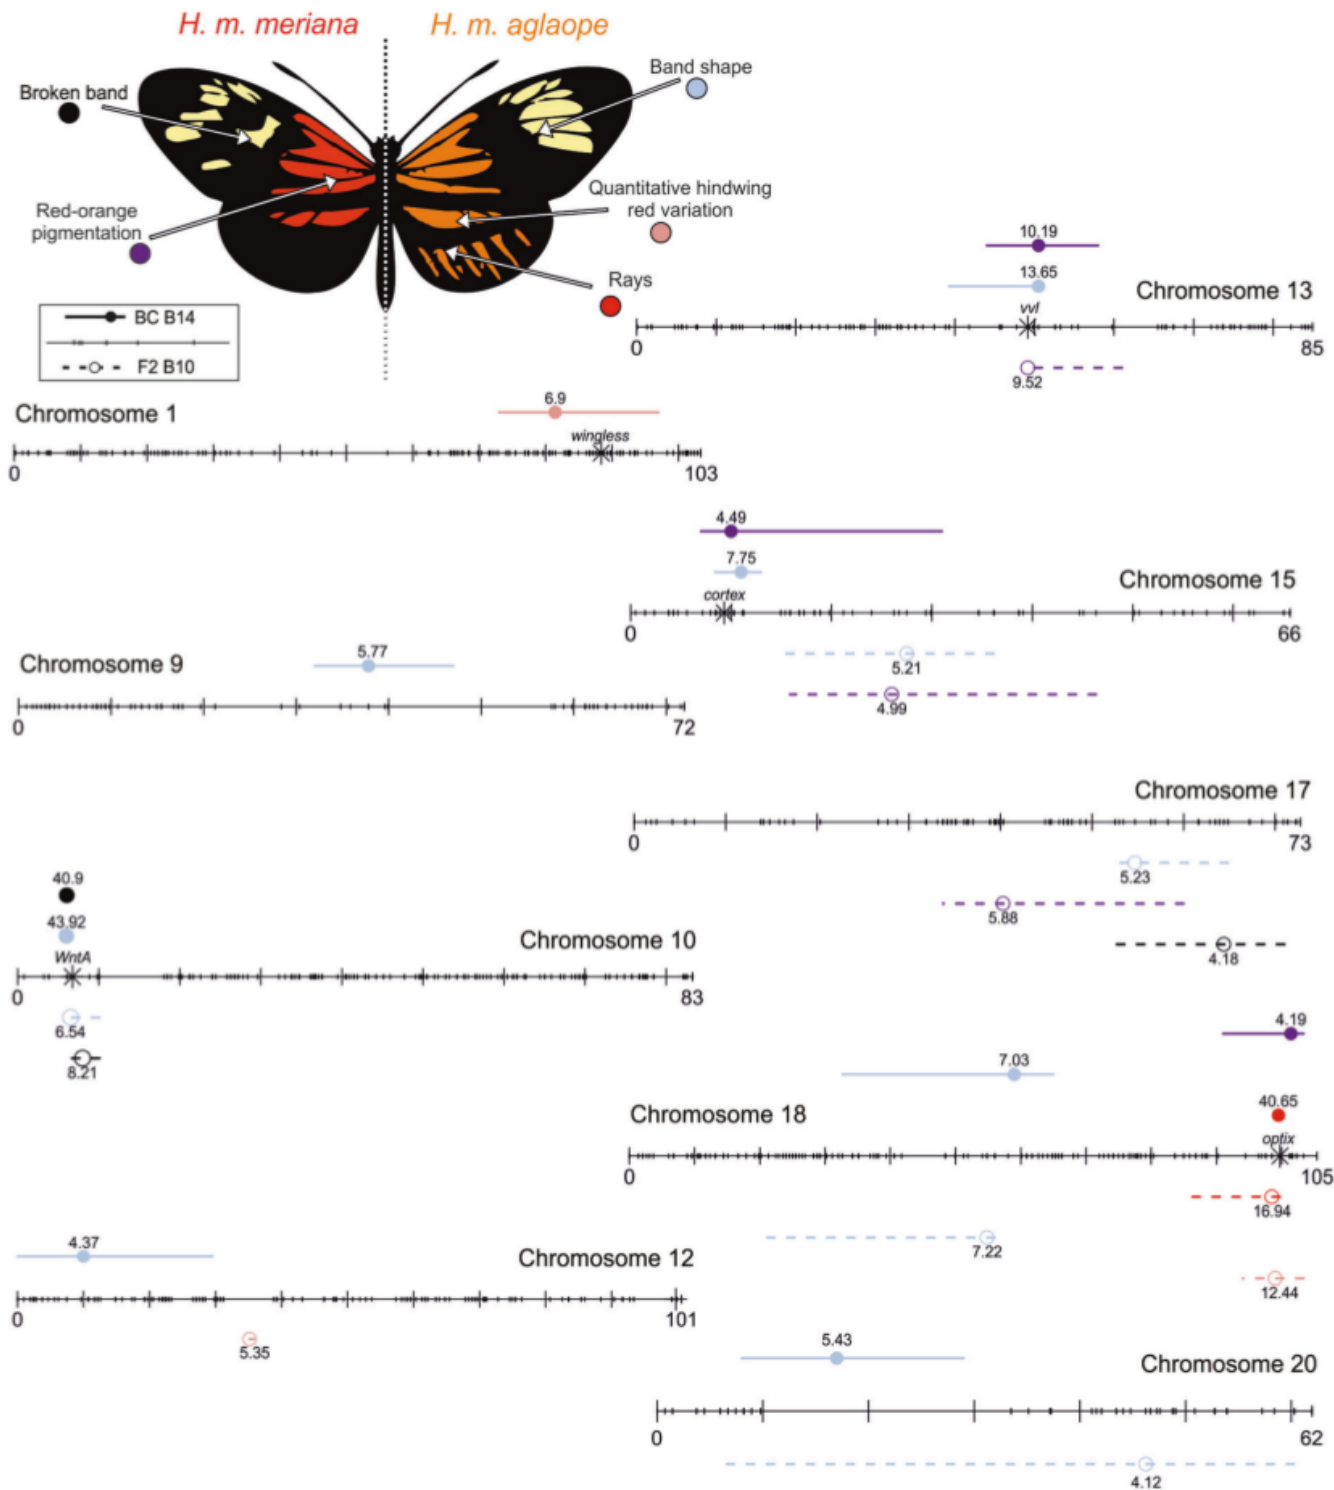 H. m. meriana
H. m. aglaope
Broken band
Band shape
Red-orange
pigmentation
Quantitative hindwing
red variation
Rays
BC B14
F2 B10
10.19
13.65
Chromosome 13
vvl
0
85
9.52
Chromosome 1
6.9
wingless
0
103
4.49
7.75
Chromosome 15
cortex
0
66
5.21
4.99
Chromosome 9
5.77
0
72
Chromosome 17
0
73
5.23
5.88
4.18
40.9
43.92
WntA
Chromosome 10
0
83
6.54
8.21
4.19
7.03
40.65
Chromosome 18
optix
0
105
16.94
7.22
12.44
4.37
Chromosome 12
0
101
5.35
5.43
Chromosome 20
0
62
4.12